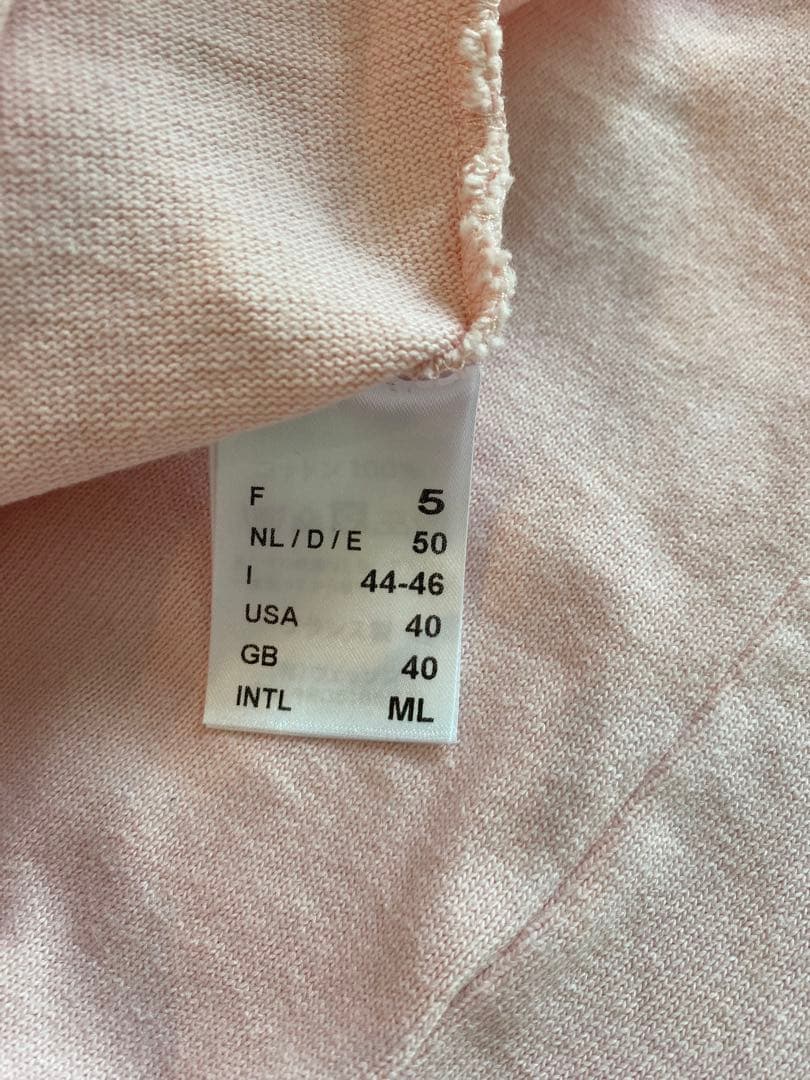 F 5
NL / D / E 50
I 44-46
USA 40
GB 40
INTL ML